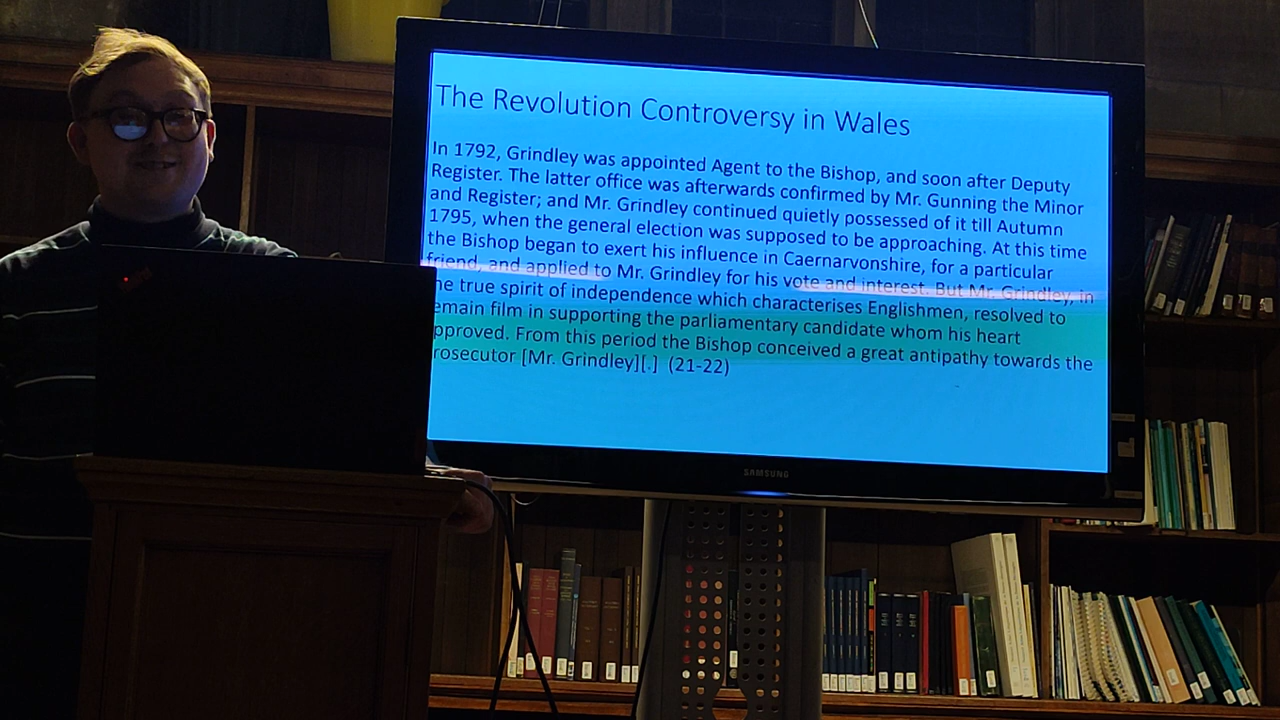 The Revolution Controversy in Wales
In 1792, Grindley was appointed Agent to the Bishop, and soon after Deputy
Register. The latter office was afterwards confirmed by Mr. Gunning the Minor
and Register; and Mr. Grindley continued quietly possessed of it till Autumn
1795, when the general election was supposed to be approaching. At this time
the Bishop began to exert his influence in Caernarvonshire, for a particular
friend, and applied to Mr. Grindley for his vote and interest. But Mr. Grindley, in
he true spirit of independence which characterises Englishmen, resolved to
emain film in supporting the parliamentary candidate whom his heart
pproved. From this period the Bishop conceived a great antipathy towards the
rosecutor [Mr. Grindley][.] (21-22)
SAMSUNG